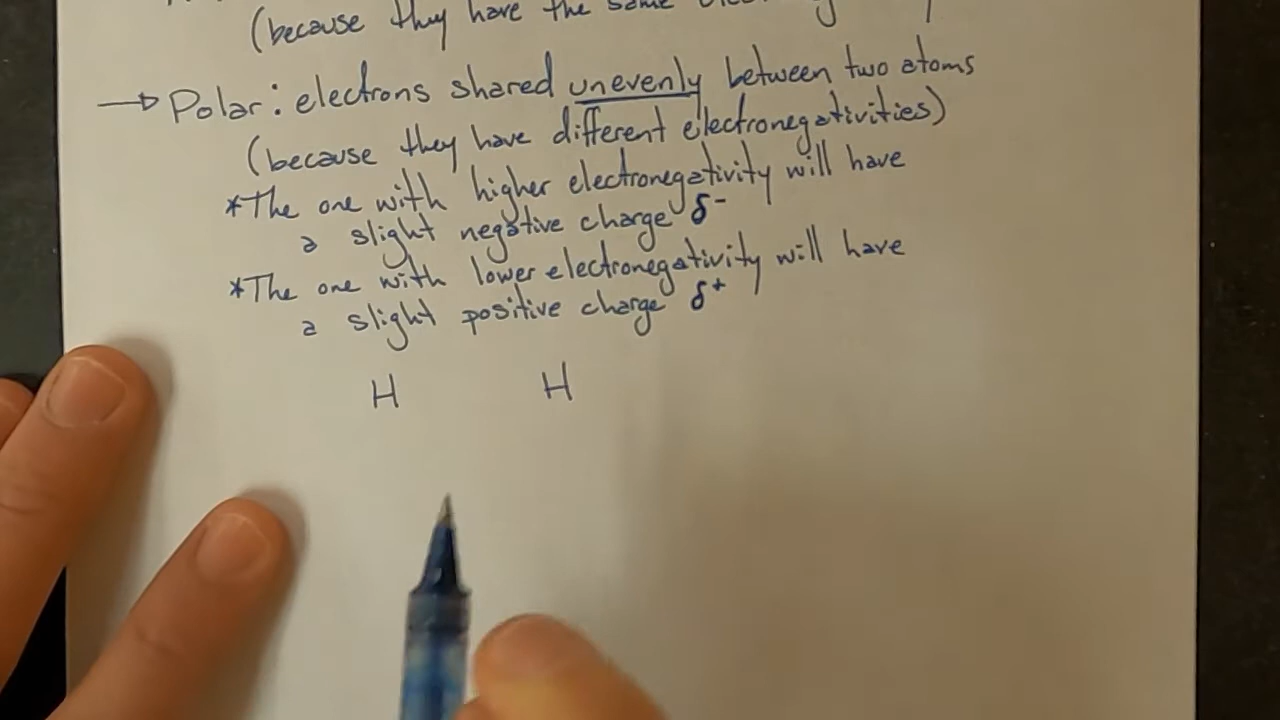 (because they have the same
→ Polar: electrons shared unevenly between two atoms
(because they have different electronegativities)
*The one with higher electronegativity will have
a slight negative charge δ-
*The one with lower electronegativity will have
a slight positive charge δ+
H H